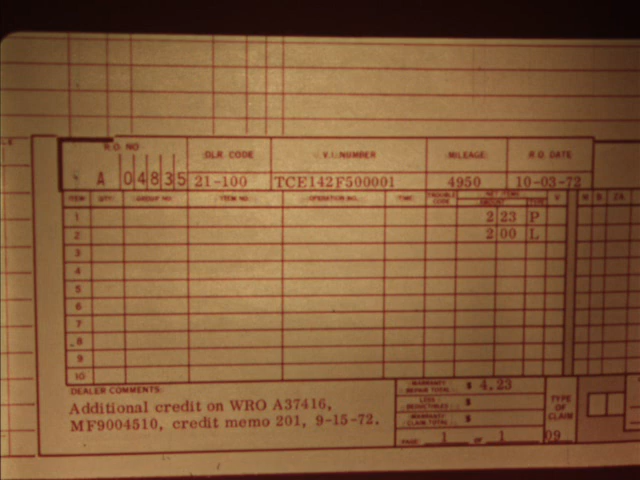 R.O. NO
DLR. CODE
V.I. NUMBER
MILEAGE
R.O. DATE
A 04835 21-100 TCE142F500001 4950 10-03-72
ITEM QTY. GROUP NO. ITEM NO. OPERATION NO. TIME TROUBLE CODE NET ITEMS AMOUNT TYPE V
1 2 23 P
2 2 00 L
3
4
5
6
7
8
9
10
DEALER COMMENTS:
Additional credit on WRO A37416,
MF9004510, credit memo 201, 9-15-72.
WARRANTY
REPAIR TOTAL $ 4.23
LESS
DEDUCTIBLES $
WARRANTY
CLAIM TOTAL $
PAGE 1 OF 1
TYPE
OF
CLAIM
09